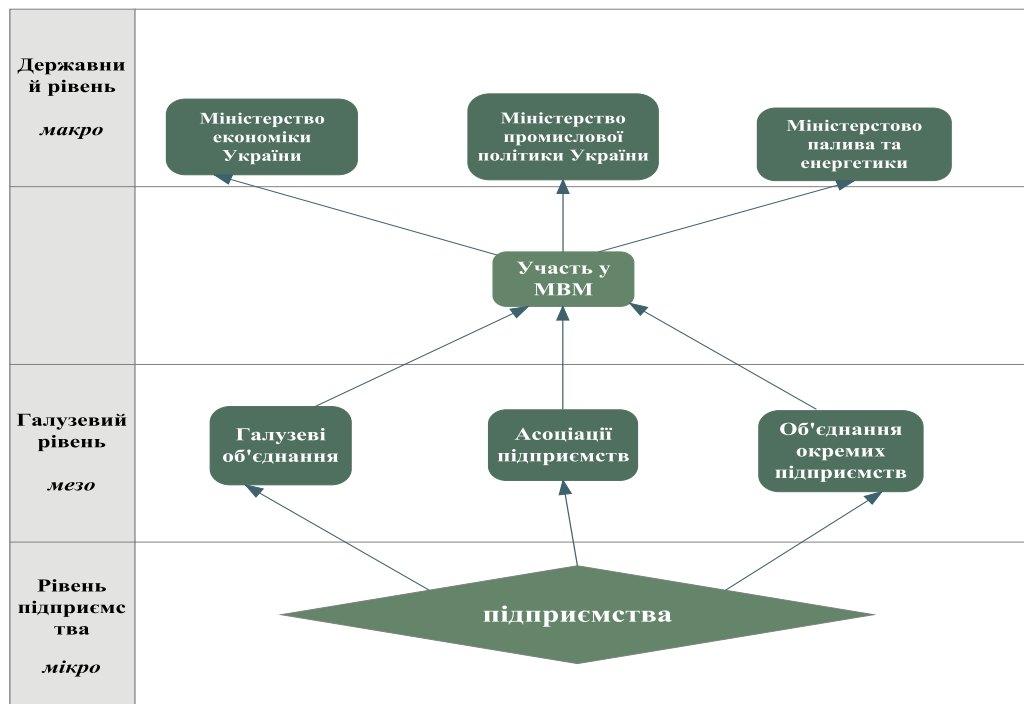 Державни
й рівень
макро
Міністерство
економіки
України
Міністерство
промислової
політики України
Міністерстово
палива та
енергетики
Участь у
МВМ
Галузевий
рівень
мезо
Галузеві
об'єднання
Асоціації
підприємств
Об'єднання
окремих
підприємств
Рівень
підприємс
тва
мікро
підприємства